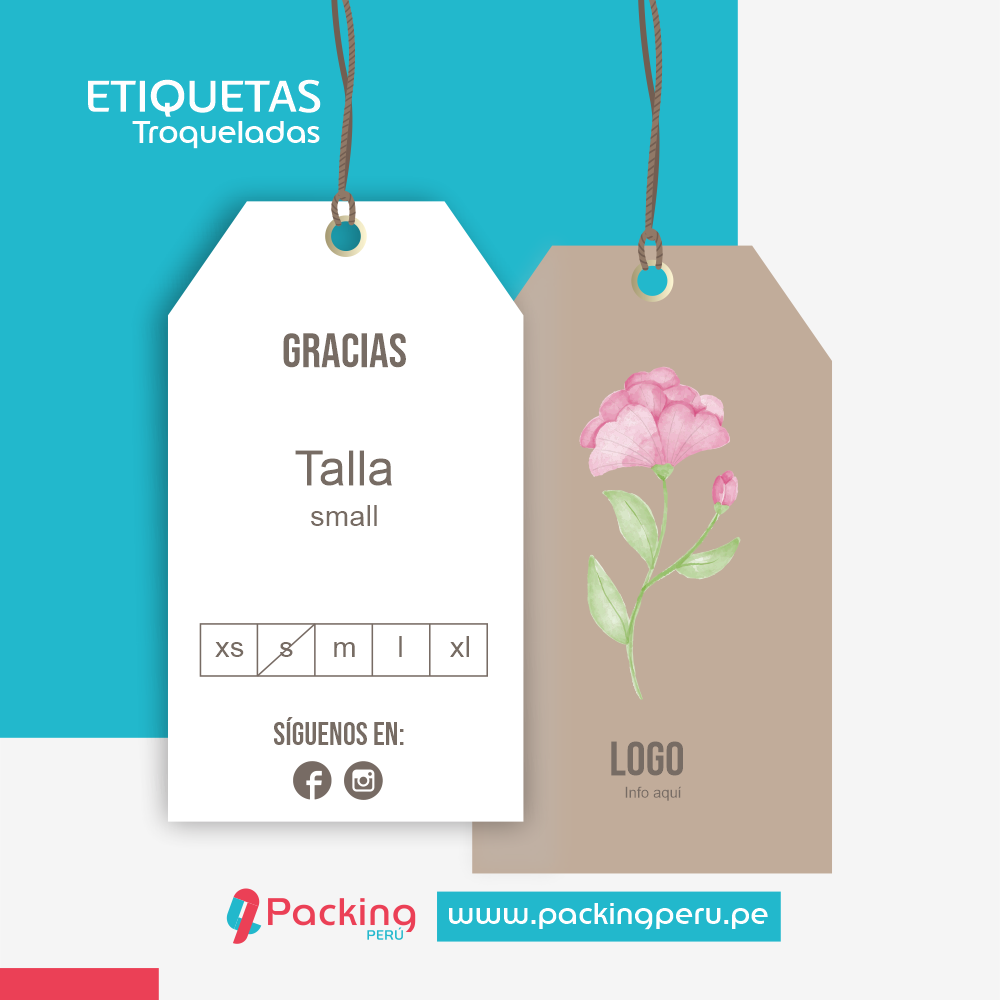 ETIQUETAS
Troqueladas
GRACIAS
Talla
small
xs s m l xl
SÍGUENOS EN:
LOGO
Info aquí
Packing
PERÚ
www.packingperu.pe